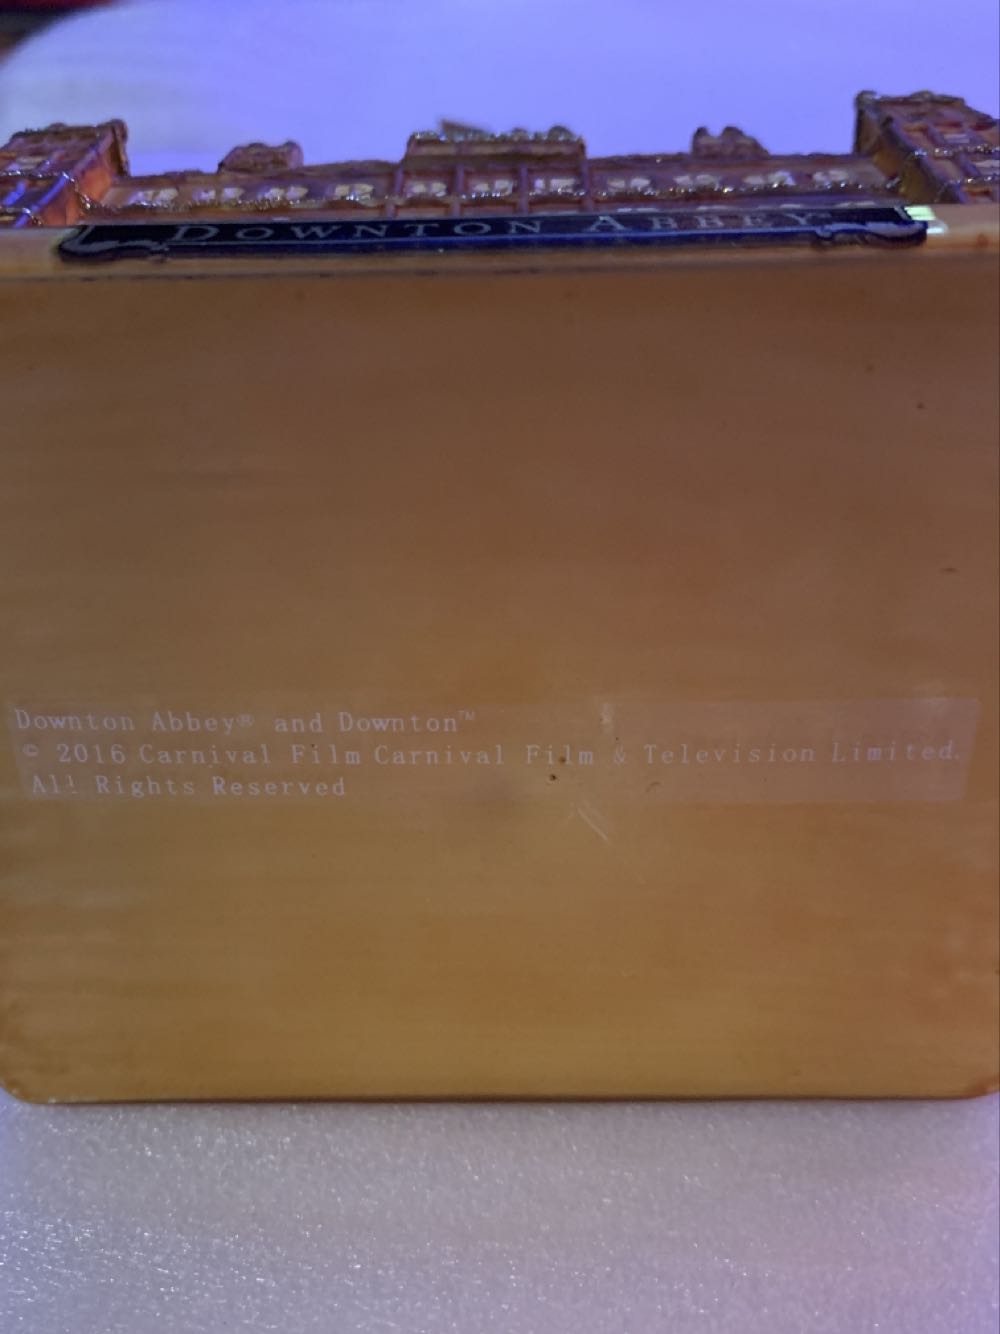 DOWNTON ABBEY
Downton Abbey® and Downton™
© 2016 Carnival Film Carnival Film & Television Limited.
All Rights Reserved